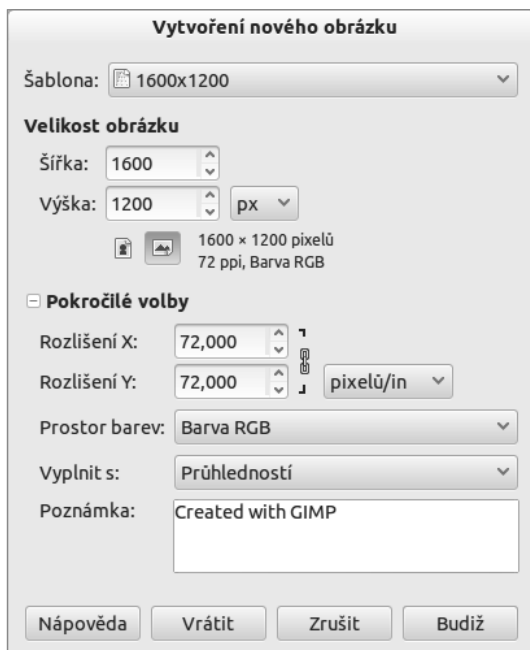 Vytvoření nového obrázku
Šablona: 1600x1200
Velikost obrázku
Šířka: 1600
Výška: 1200 px
1600 × 1200 pixelů
72 ppi, Barva RGB
Pokročilé volby
Rozlišení X: 72,000
Rozlišení Y: 72,000 pixelů/in
Prostor barev: Barva RGB
Vyplnit s: Průhledností
Poznámka: Created with GIMP
Nápověda Vrátit Zrušit Budiž